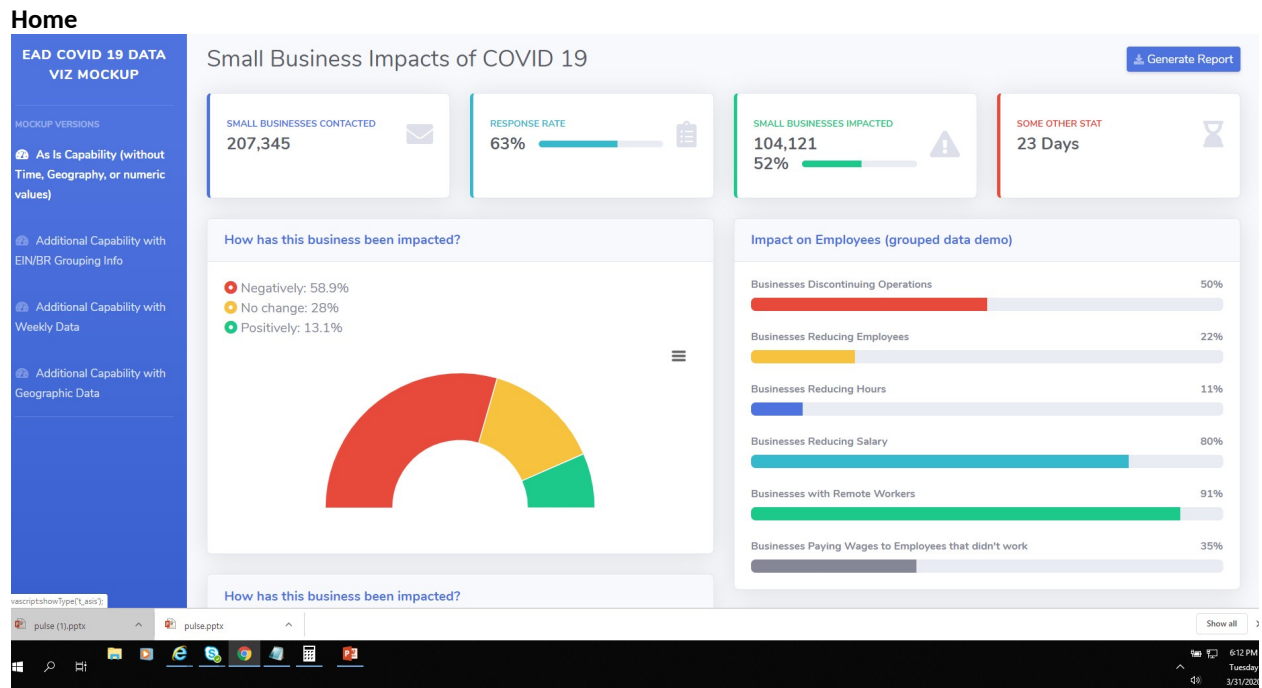 Home
EAD COVID 19 DATA
VIZ MOCKUP
MOCKUP VERSIONS
As Is Capability (without
Time, Geography, or numeric
values)
Additional Capability with
EIN/BR Grouping Info
Additional Capability with
Weekly Data
Additional Capability with
Geographic Data
Small Business Impacts of COVID 19
Generate Report
SMALL BUSINESSES CONTACTED
207,345
RESPONSE RATE
63%
SMALL BUSINESSES IMPACTED
104,121
52%
SOME OTHER STAT
23 Days
How has this business been impacted?
Negatively: 58.9%
No change: 28%
Positively: 13.1%
Impact on Employees (grouped data demo)
Businesses Discontinuing Operations 50%
Businesses Reducing Employees 22%
Businesses Reducing Hours 11%
Businesses Reducing Salary 80%
Businesses with Remote Workers 91%
Businesses Paying Wages to Employees that didn't work 35%
How has this business been impacted?
vascript:showType('t_asis');
pulse (1).pptx
pulse.pptx
Show all
6:12 PM
Tuesday
3/31/2020